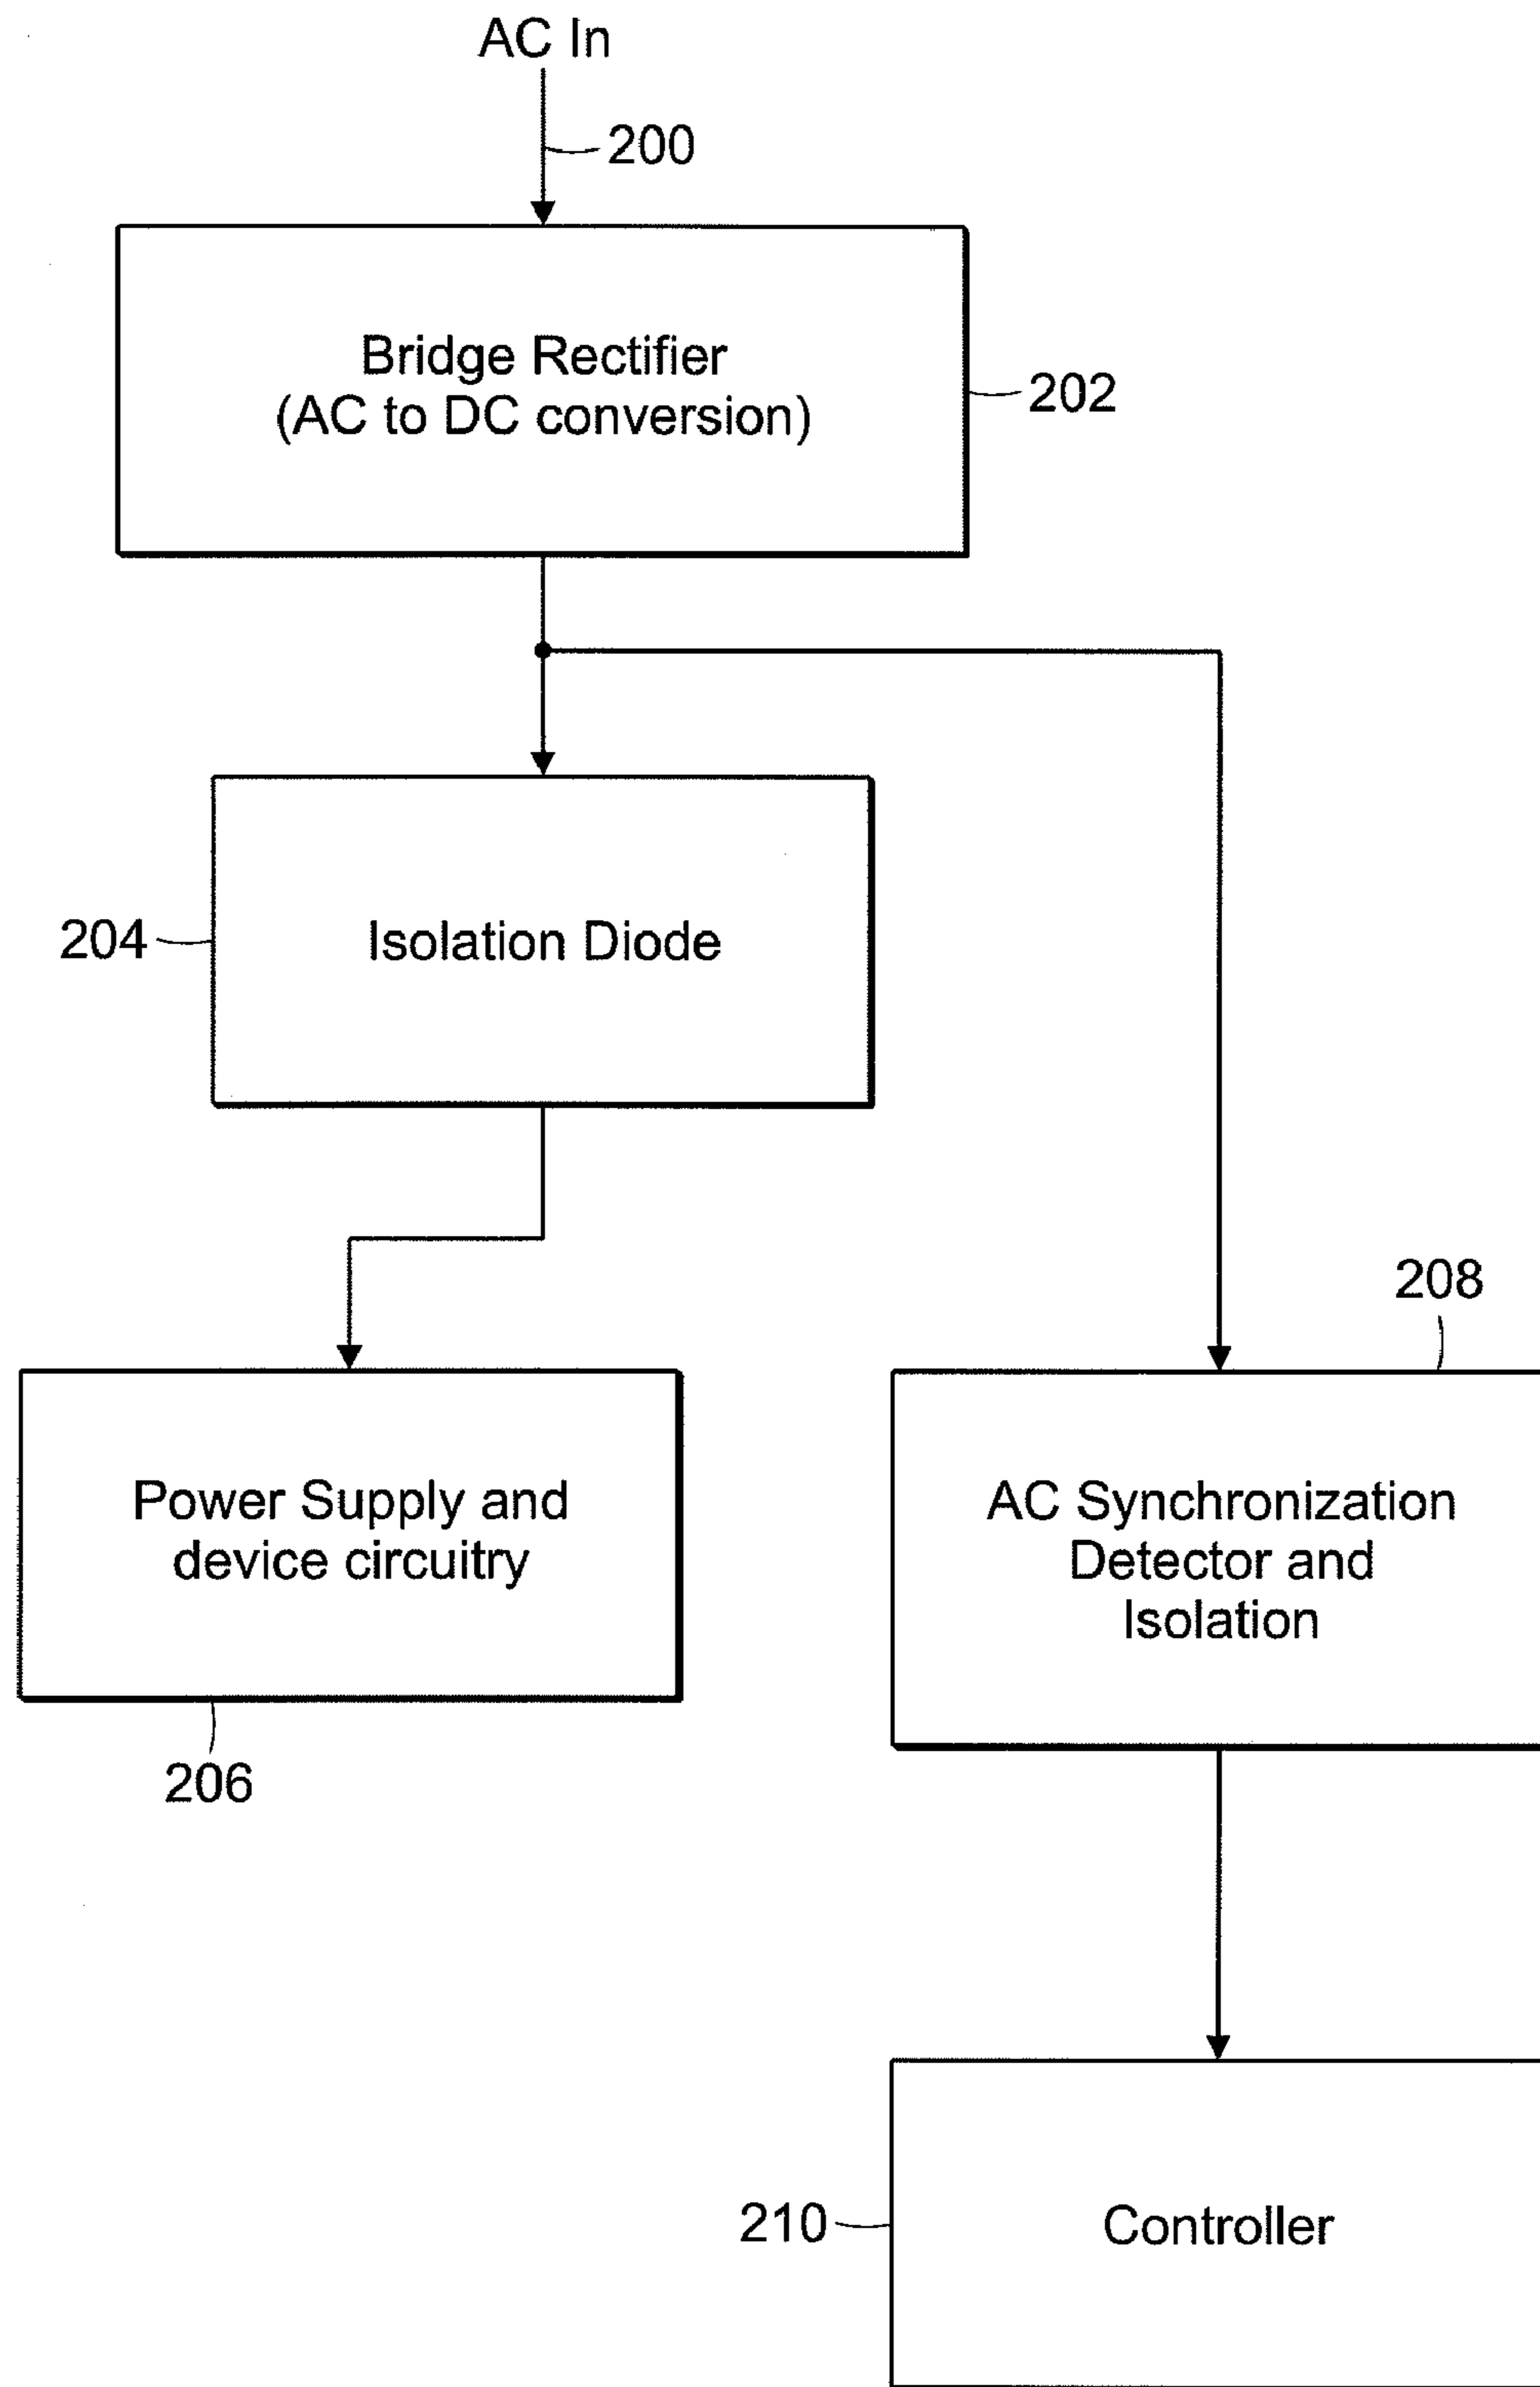 AC In
200
Bridge Rectifier
(AC to DC conversion)
202
204
Isolation Diode
208
Power Supply and
device circuitry
206
AC Synchronization
Detector and
Isolation
210
Controller